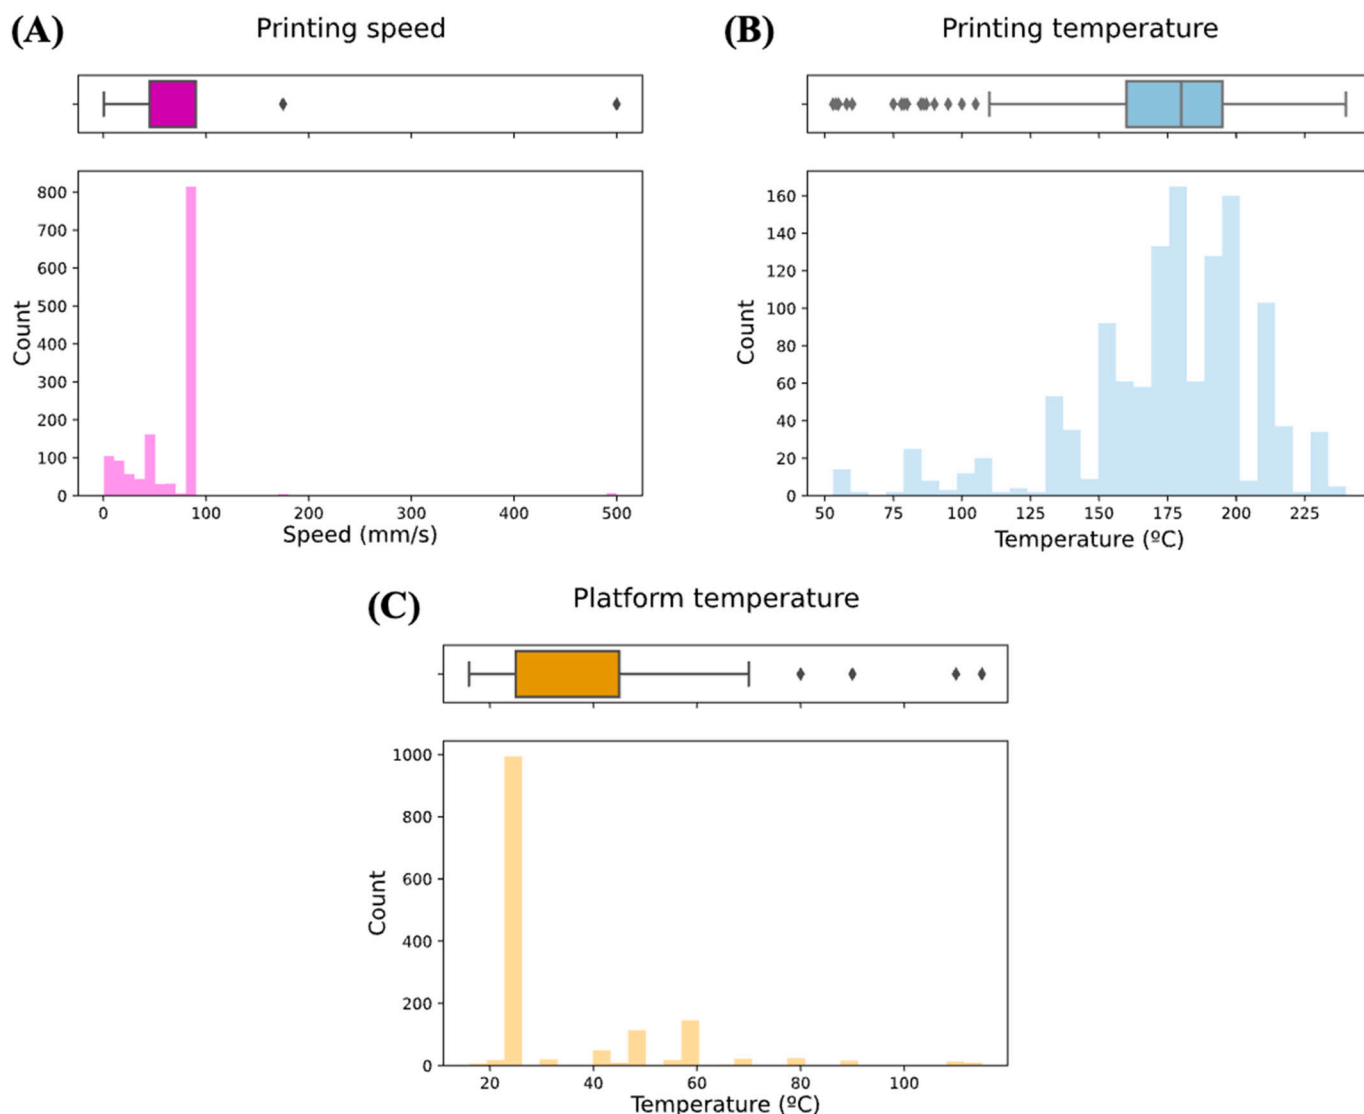 (A) Printing speed
800
700
600
500
400
300
200
100
0
Count
0 100 200 300 400 500
Speed (mm/s)
(B) Printing temperature
160
140
120
100
80
60
40
20
0
Count
50 75 100 125 150 175 200 225
Temperature (ºC)
(C) Platform temperature
1000
800
600
400
200
0
Count
20 40 60 80 100
Temperature (ºC)